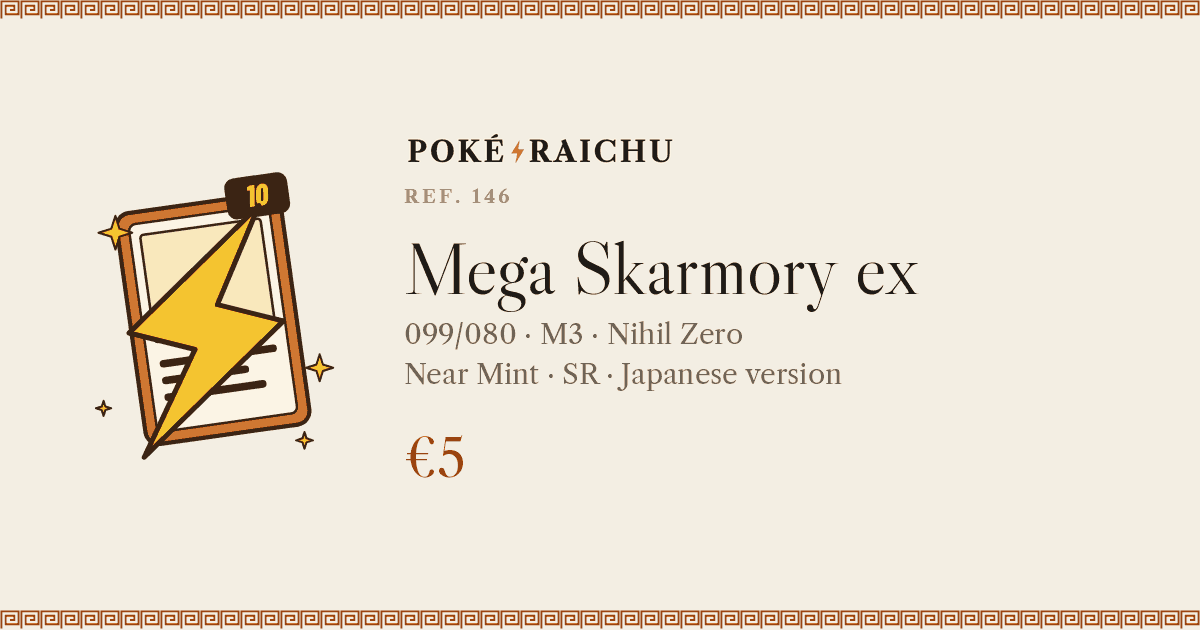 10
POKÉ RAICHU
REF. 146
Mega Skarmory ex
099/080 · M3 · Nihil Zero
Near Mint · SR · Japanese version
€5